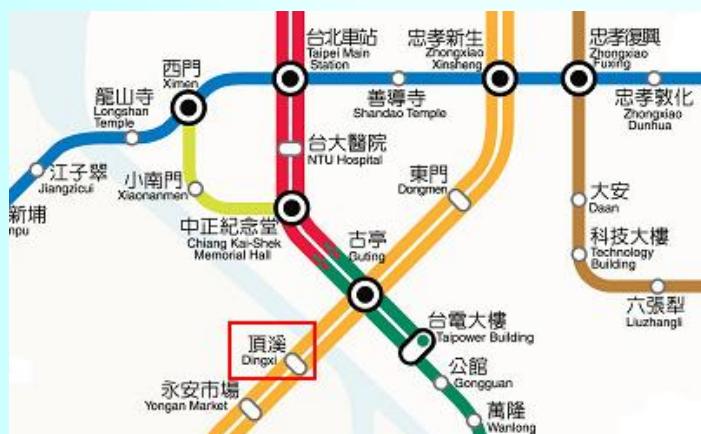 台北車站
Taipei Main
Station
忠孝新生
Zhongxiao
Xinsheng
忠孝復興
Zhongxiao
Fuxing
西門
Ximen
龍山寺
Longshan
Temple
善導寺
Shandao Temple
忠孝敦化
Zhongxiao
Dunhua
江子翠
Jiangzicui
新埔
npu
小南門
Xiaonanmen
台大醫院
NTU Hospital
東門
Dongmen
大安
Daan
中正紀念堂
Chiang Kai-Shek
Memorial Hall
古亭
Guting
科技大樓
Technology
Building
六張犁
Liuzhangli
台電大樓
Taipower Building
頂溪
Dingxi
公館
Gongguan
永安市場
Yongan Market
萬隆
Wanlong